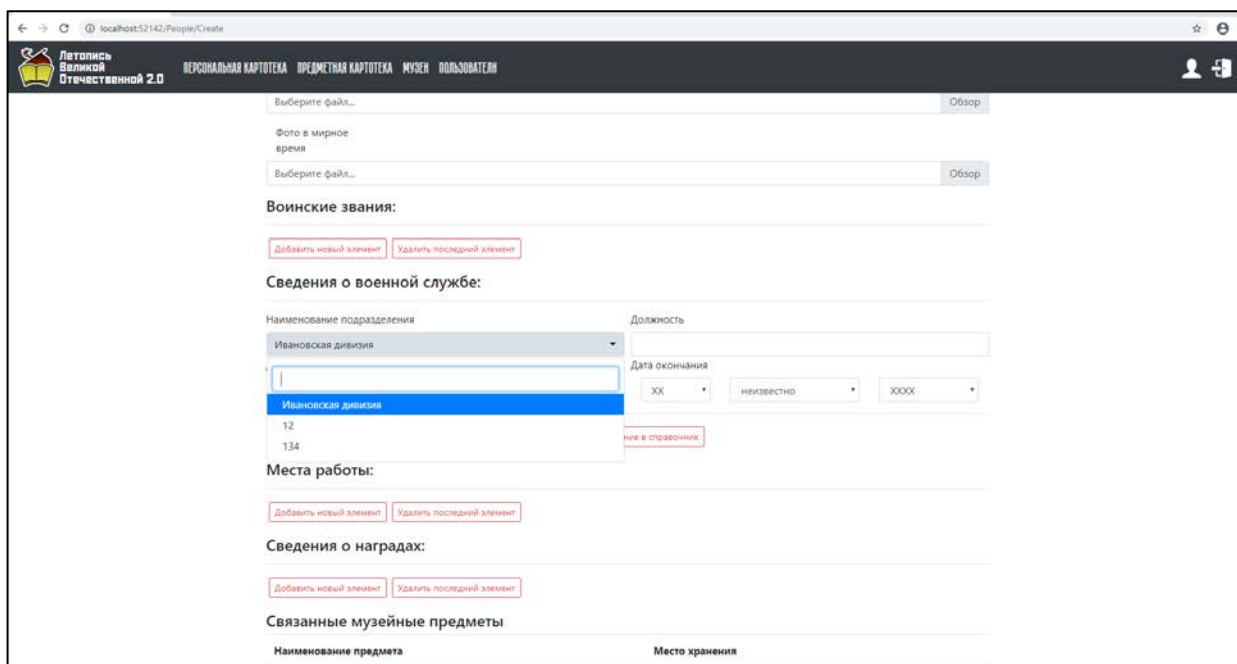 localhost:52142/People/Create
Летопись
Великой
Отечественной 2.0
ПЕРСОНАЛЬНАЯ КАРТОТЕКА ПРЕДМЕТНАЯ КАРТОТЕКА МУЗЕИ ПОЛЬЗОВАТЕЛИ
Выберите файл... Обзор
Фото в мирное
время
Выберите файл... Обзор
Воинские звания:
Добавить новый элемент Удалить последний элемент
Сведения о военной службе:
Наименование подразделения Должность
Ивановская дивизия
Дата окончания
XX неизвестно XXXX
Ивановская дивизия
12
ние в справочник
134
Места работы:
Добавить новый элемент Удалить последний элемент
Сведения о наградах:
Добавить новый элемент Удалить последний элемент
Связанные музейные предметы
Наименование предмета Место хранения